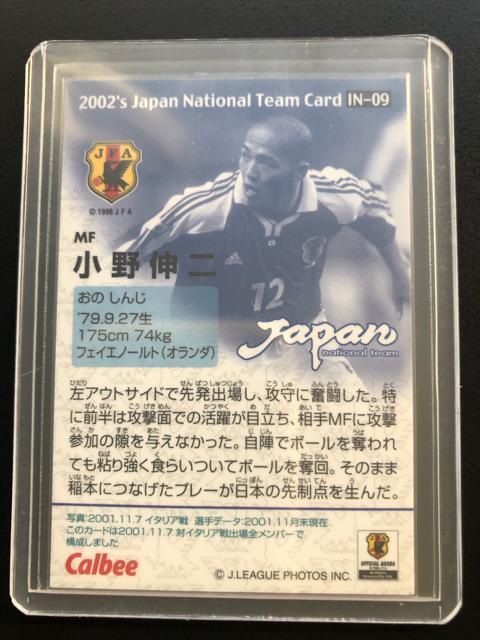 2002's Japan National Team Card IN-09
JFA
© 1996 J F A
MF
小野伸二
12
おの しんじ
'79.9.27生
175cm 74kg
フェイエノールト(オランダ)
Japan
national team
左アウトサイドで先発出場し、攻守に奮闘した。特
に前半は攻撃面での活躍が目立ち、相手MFに攻撃
参加の隙を与えなかった。自陣でボールを奪われ
ても粘り強く食らいついてボールを奪回。そのまま
稲本につなげたプレーが日本の先制点を生んだ。
写真:2001.11.7 イタリア戦 選手データ:2001.11月末現在
このカードは2001.11.7 対イタリア戦出場全メンバーで
構成しました
Calbee
© J.LEAGUE PHOTOS INC.
OFFICIAL GOODS